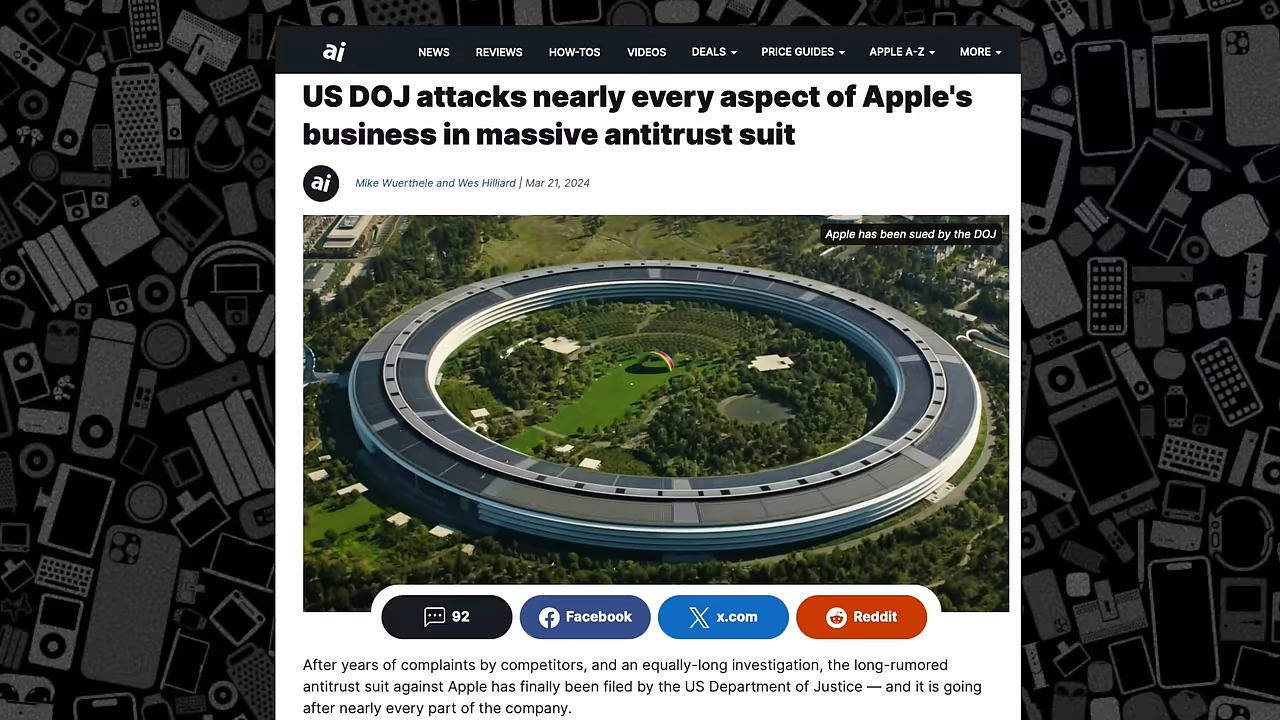 ai NEWS REVIEWS HOW-TOS VIDEOS DEALS PRICE GUIDES APPLE A-Z MORE
US DOJ attacks nearly every aspect of Apple's
business in massive antitrust suit
ai Mike Wuerthele and Wes Hilliard | Mar 21, 2024
Apple has been sued by the DOJ
92 Facebook x.com Reddit
After years of complaints by competitors, and an equally-long investigation, the long-rumored
antitrust suit against Apple has finally been filed by the US Department of Justice — and it is going
after nearly every part of the company.